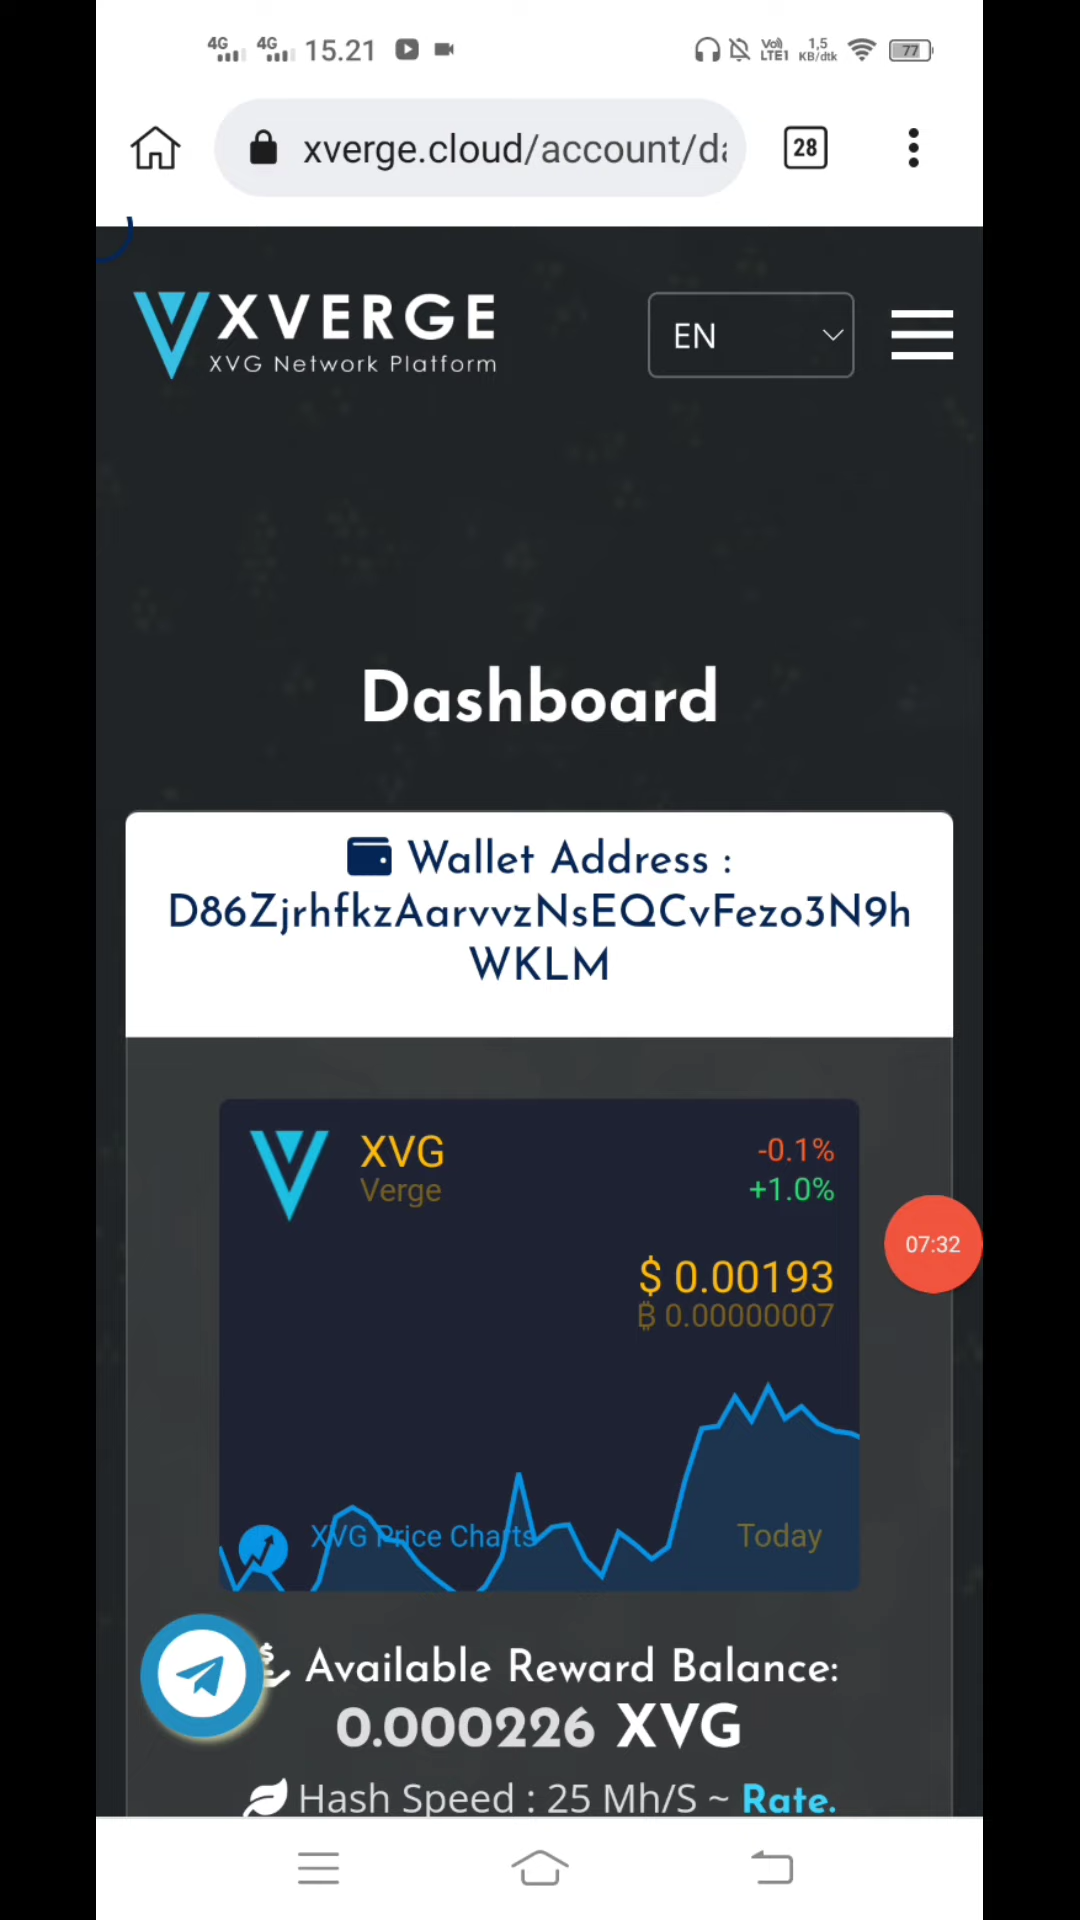 4G 4G 15.21 Vo) LTE1 1,5 KB/dtk 77
xverge.cloud/account/da 28
XVERGE
XVG Network Platform
EN
Dashboard
Wallet Address :
D86ZjrhfkzAarvvzNsEQCvFezo3N9h
WKLM
XVG -0.1%
Verge +1.0%
07:32
$ 0.00193
₿ 0.00000007
XVG Price Charts Today
Available Reward Balance:
0.000226 XVG
Hash Speed : 25 Mh/S ~ Rate.